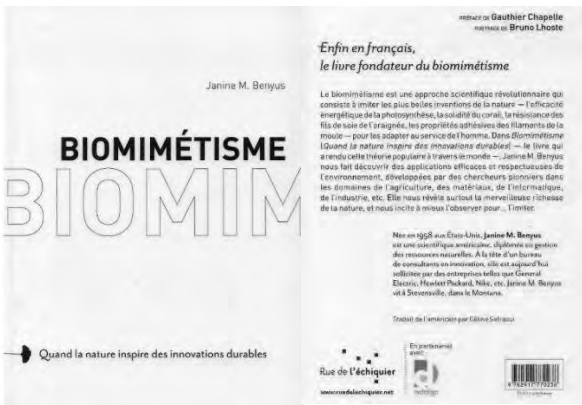 Janine M. Benyus
BIOMIMÉTISME
BIOMIM
Quand la nature inspire des innovations durables
PRÉFACE DE Gauthier Chapelle
POSTFACE DE Bruno Lhoste
Enfin en français,
le livre fondateur du biomimétisme
Le biomimétisme est une approche scientifique révolutionnaire qui
consiste à imiter les plus belles inventions de la nature — l'efficacité
énergétique de la photosynthèse, la solidité du corail, la résistance des
fils de soie de l'araignée, les propriétés adhésives des filaments de la
moule — pour les adapter au service de l'homme. Dans Biomimétisme
(Quand la nature inspire des innovations durables) — le livre qui
a rendu cette théorie populaire à travers le monde —, Janine M. Benyus
nous fait découvrir des applications efficaces et respectueuses de
l'environnement, développées par des chercheurs pionniers dans
les domaines de l'agriculture, des matériaux, de l'informatique,
de l'industrie, etc. Elle nous révèle surtout la merveilleuse richesse
de la nature, et nous incite à mieux l'observer pour... l'imiter.
Née en 1958 aux États-Unis, Janine M. Benyus
est une scientifique américaine, diplômée en gestion
des ressources naturelles. À la tête d'un bureau
de consultants en innovation, elle est aujourd'hui
sollicitée par des entreprises telles que General
Electric, Hewlett Packard, Nike, etc. Janine M. Benyus
vit à Stevensville, dans le Montana.
Traduit de l'américain par Céline Sefraoui
Rue de l'échiquier
www.ruedelechiquier.net
En partenariat
avec